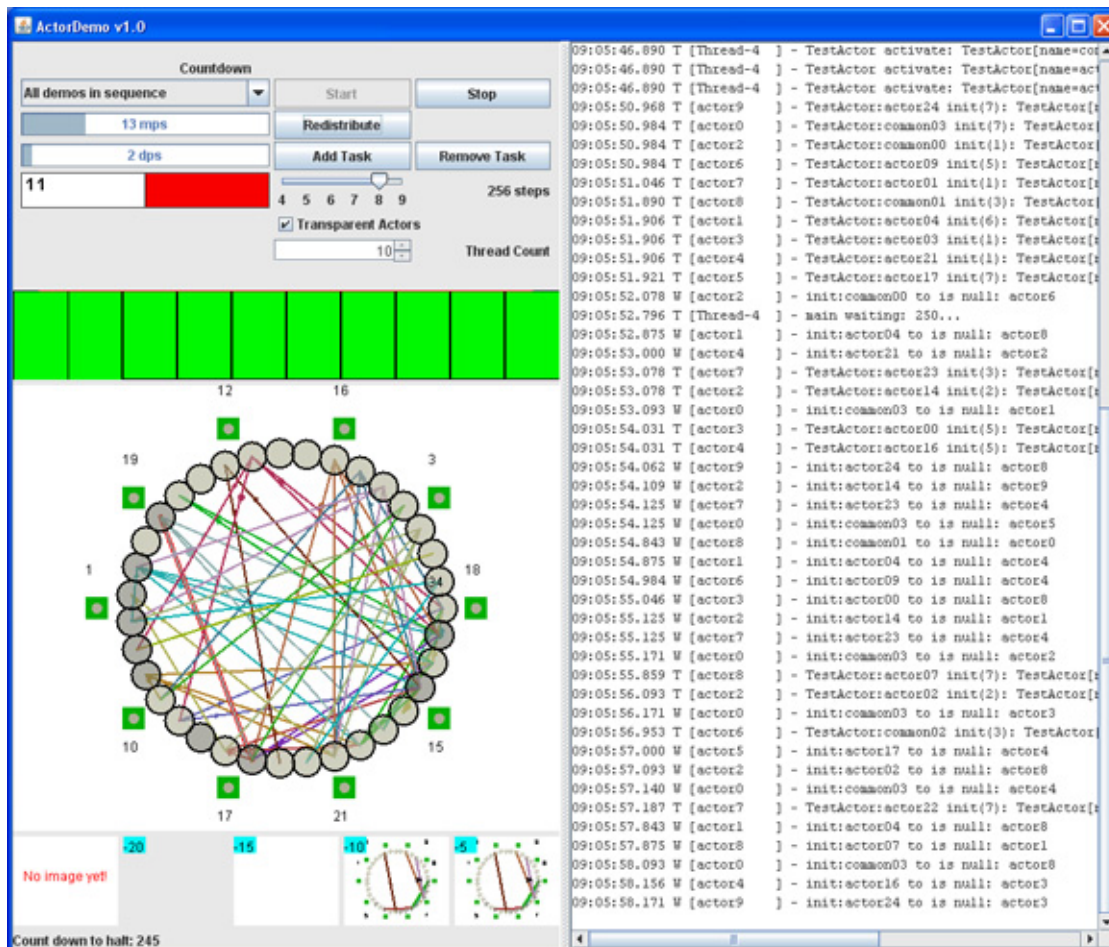 ActorDemo v1.0
Countdown
All demos in sequence
Start
Stop
13 mps
Redistribute
2 dps
Add Task
Remove Task
11
4 5 6 7 8 9
256 steps
Transparent Actors
10
Thread Count
12
16
19
3
1
18
34
10
15
17
21
No image yet!
-20
-15
-10
-5
Count down to halt: 245
09:05:46.890 T [Thread-4 ] - TestActor activate: TestActor[name=co
09:05:46.890 T [Thread-4 ] - TestActor activate: TestActor[name=act
09:05:46.890 T [Thread-4 ] - TestActor activate: TestActor[name=act
09:05:50.968 T [actor9 ] - TestActor:actor24 init(7): TestActor[
09:05:50.984 T [actor0 ] - TestActor:common03 init(7): TestActor[
09:05:50.984 T [actor2 ] - TestActor:common00 init(1): TestActor[
09:05:50.984 T [actor6 ] - TestActor:actor09 init(5): TestActor[
09:05:51.046 T [actor7 ] - TestActor:actor01 init(1): TestActor[
09:05:51.890 T [actor8 ] - TestActor:common01 init(3): TestActor[
09:05:51.906 T [actor1 ] - TestActor:actor04 init(6): TestActor[
09:05:51.906 T [actor3 ] - TestActor:actor03 init(1): TestActor[
09:05:51.906 T [actor4 ] - TestActor:actor21 init(1): TestActor[
09:05:51.921 T [actor5 ] - TestActor:actor17 init(7): TestActor[
09:05:52.078 W [actor2 ] - init:common00 to is null: actor6
09:05:52.796 T [Thread-4 ] - main waiting: 250...
09:05:52.875 W [actor1 ] - init:actor04 to is null: actor8
09:05:53.000 W [actor4 ] - init:actor21 to is null: actor2
09:05:53.078 T [actor7 ] - TestActor:actor23 init(3): TestActor[
09:05:53.078 T [actor2 ] - TestActor:actor14 init(2): TestActor[
09:05:53.093 W [actor0 ] - init:common03 to is null: actor1
09:05:54.031 T [actor3 ] - TestActor:actor00 init(5): TestActor[
09:05:54.031 T [actor4 ] - TestActor:actor16 init(5): TestActor[
09:05:54.062 W [actor9 ] - init:actor24 to is null: actor8
09:05:54.109 W [actor2 ] - init:actor14 to is null: actor9
09:05:54.125 W [actor7 ] - init:actor23 to is null: actor4
09:05:54.125 W [actor0 ] - init:common03 to is null: actor5
09:05:54.843 W [actor8 ] - init:common01 to is null: actor0
09:05:54.875 W [actor1 ] - init:actor04 to is null: actor4
09:05:54.984 W [actor6 ] - init:actor09 to is null: actor4
09:05:55.046 W [actor3 ] - init:actor00 to is null: actor8
09:05:55.125 W [actor2 ] - init:actor14 to is null: actor1
09:05:55.125 W [actor7 ] - init:actor23 to is null: actor4
09:05:55.171 W [actor0 ] - init:common03 to is null: actor2
09:05:55.859 T [actor8 ] - TestActor:actor07 init(7): TestActor[
09:05:56.093 T [actor2 ] - TestActor:actor02 init(2): TestActor[
09:05:56.171 W [actor0 ] - init:common03 to is null: actor3
09:05:56.953 T [actor6 ] - TestActor:common02 init(3): TestActor[
09:05:57.000 W [actor5 ] - init:actor17 to is null: actor4
09:05:57.093 W [actor2 ] - init:actor02 to is null: actor8
09:05:57.140 W [actor0 ] - init:common03 to is null: actor4
09:05:57.187 T [actor7 ] - TestActor:actor22 init(7): TestActor[
09:05:57.843 W [actor1 ] - init:actor04 to is null: actor8
09:05:57.875 W [actor8 ] - init:actor07 to is null: actor1
09:05:58.093 W [actor0 ] - init:common03 to is null: actor8
09:05:58.156 W [actor4 ] - init:actor16 to is null: actor3
09:05:58.171 W [actor9 ] - init:actor24 to is null: actor3